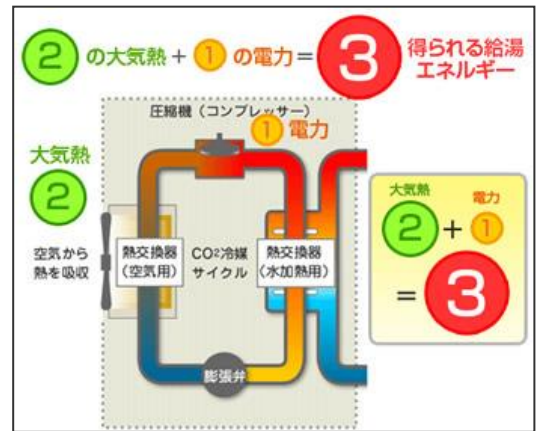 ②の大気熱+①の電力=③ 得られる給湯
エネルギー
圧縮機（コンプレッサー）
①電力
大気熱
②
空気から
熱を吸収
熱交換器
（空気用）
CO²冷媒
サイクル
熱交換器
（水加熱用）
膨張弁
大気熱 電力
②+①
=③